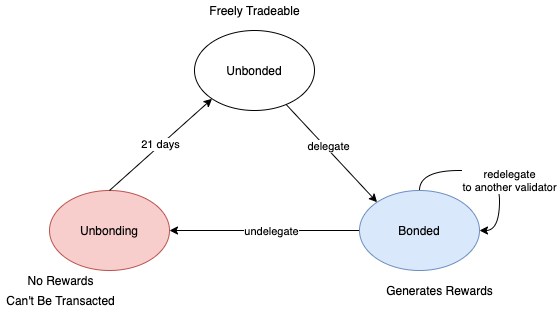 Freely Tradeable
Unbonded
21 days
delegate
redelegate
to another validator
Unbonding
undelegate
Bonded
No Rewards
Can't Be Transacted
Generates Rewards